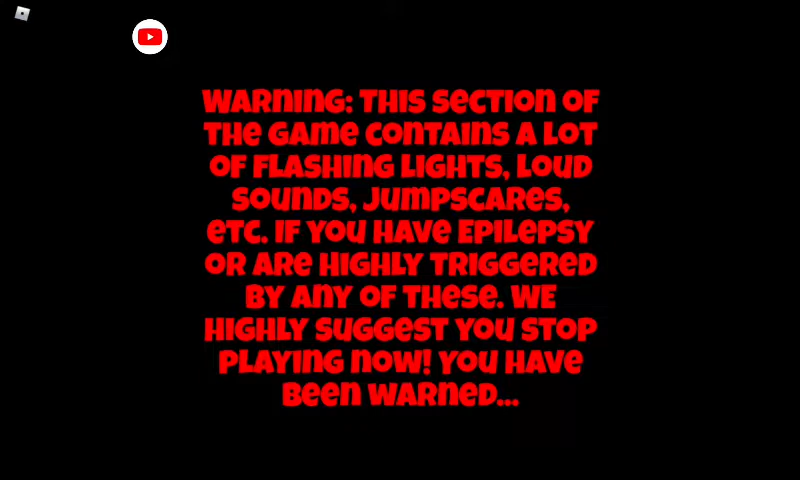 WARNING: THIS SECTION OF
THE GAME CONTAINS A LOT
OF FLASHING LIGHTS, LOUD
SOUNDS, JUMPSCARES,
ETC. IF YOU HAVE EPILEPSY
OR ARE HIGHLY TRIGGERED
BY ANY OF THESE. WE
HIGHLY SUGGEST YOU STOP
PLAYING NOW! YOU HAVE
BEEN WARNED...